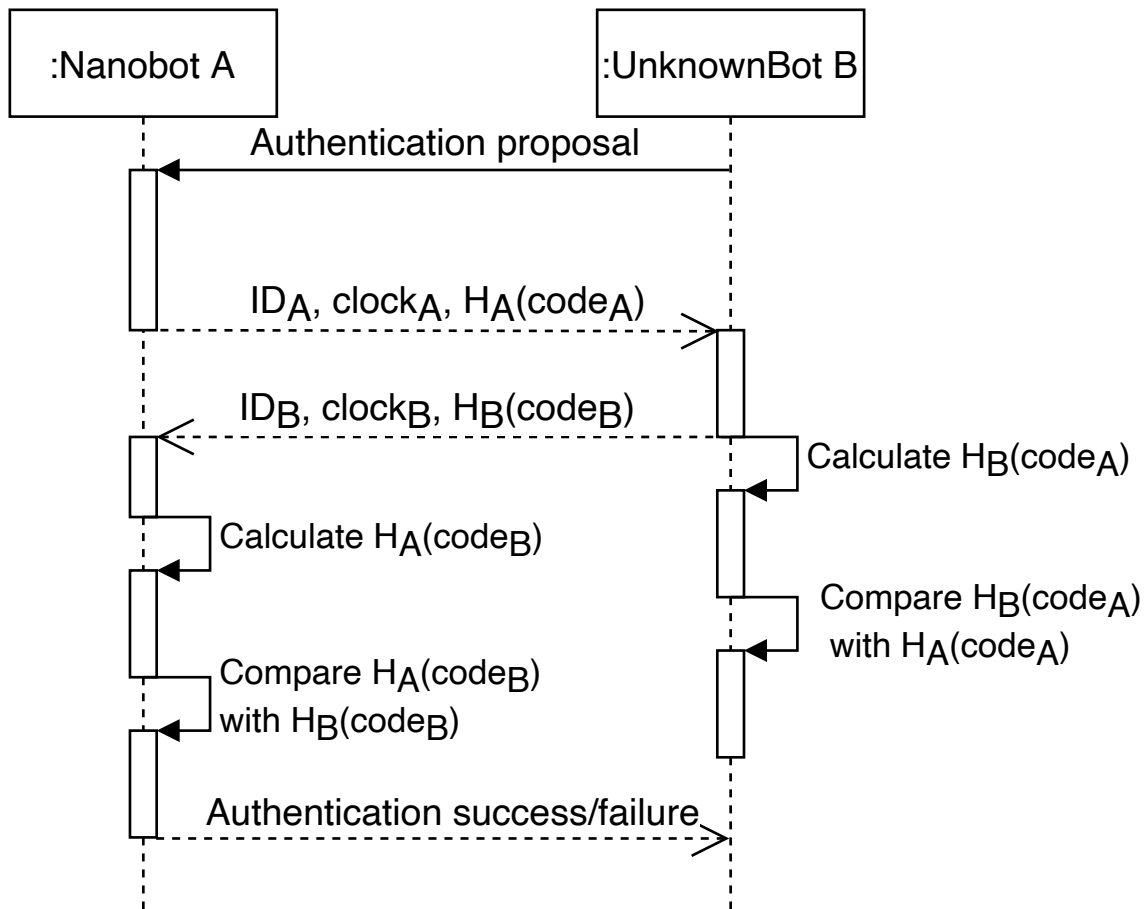 :Nanobot A
:UnknownBot B
Authentication proposal
IDA, clockA, HA(codeA)
IDB, clockB, HB(codeB)
Calculate HB(codeA)
Calculate HA(codeB)
Compare HB(codeA)
with HA(codeA)
Compare HA(codeB)
with HB(codeB)
Authentication success/failure